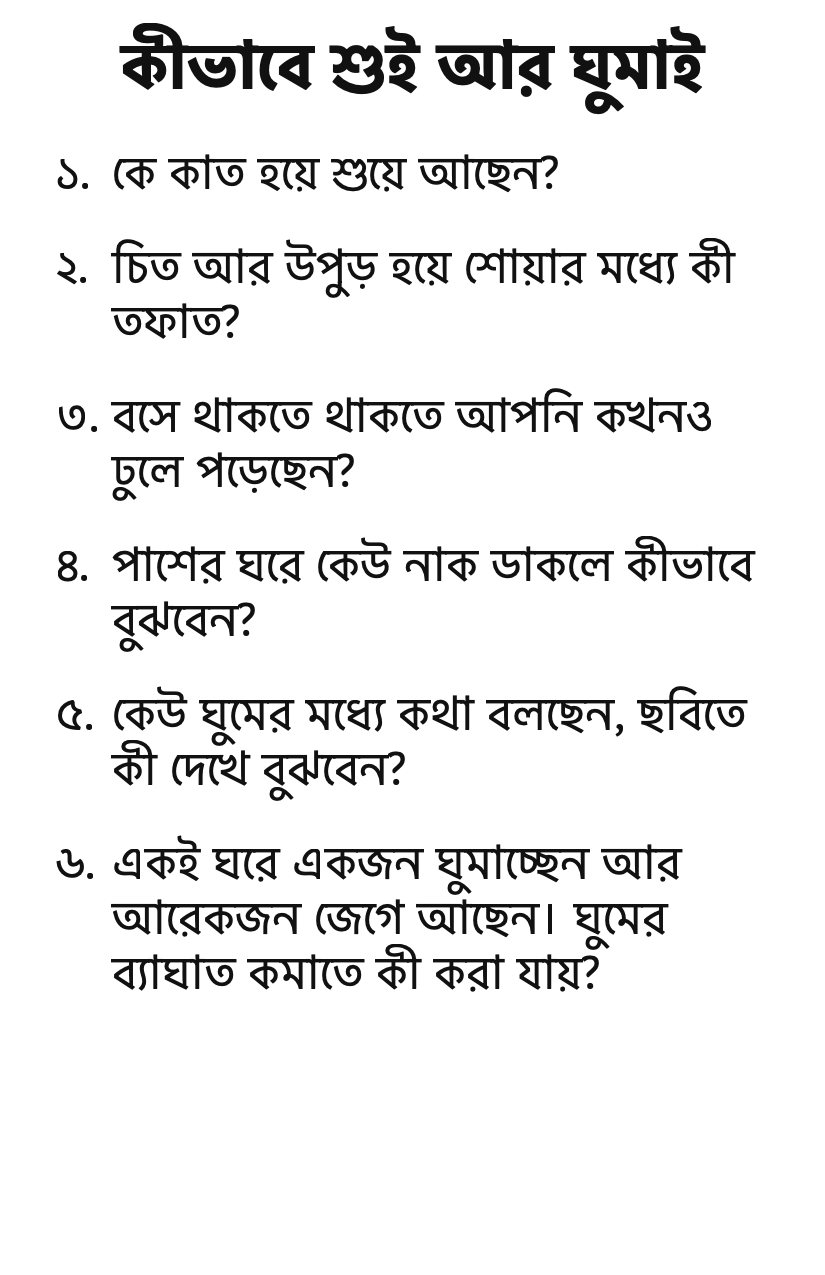 কীভাবে শুই আর ঘুমাই
১. কে কাত হয়ে শুয়ে আছেন?
২. চিত আর উপুড় হয়ে শোয়ার মধ্যে কী
তফাত?
৩. বসে থাকতে থাকতে আপনি কখনও
ঢুলে পড়েছেন?
৪. পাশের ঘরে কেউ নাক ডাকলে কীভাবে
বুঝবেন?
৫. কেউ ঘুমের মধ্যে কথা বলছেন, ছবিতে
কী দেখে বুঝবেন?
৬. একই ঘরে একজন ঘুমাচ্ছেন আর
আরেকজন জেগে আছেন। ঘুমের
ব্যাঘাত কমাতে কী করা যায়?